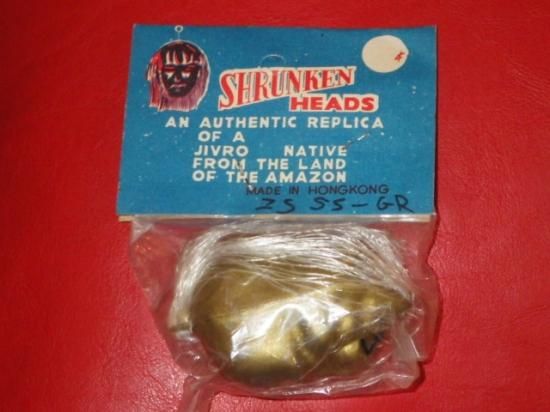 SHRUNKEN
HEADS
AN AUTHENTIC REPLICA
OF A
JIVRO NATIVE
FROM THE LAND
OF THE AMAZON
MADE IN HONGKONG
ZS SS-GR